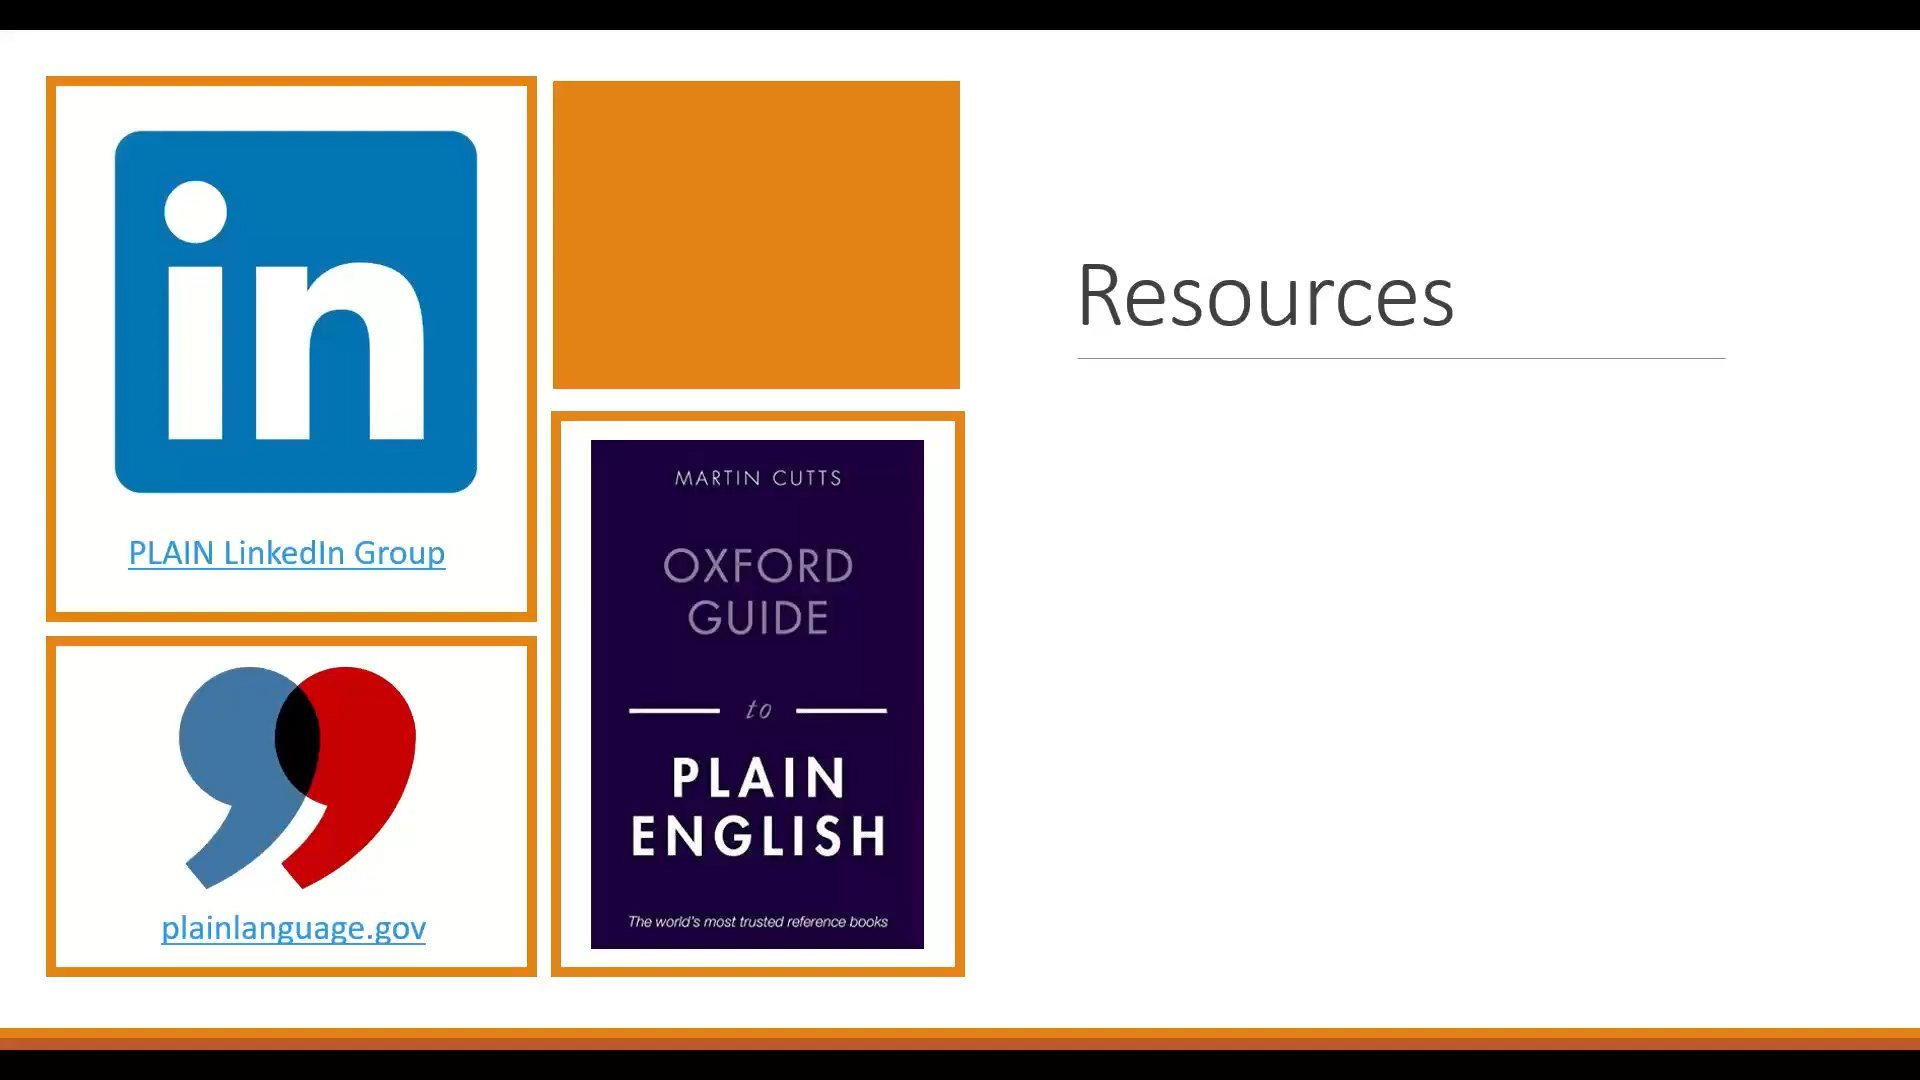 in
PLAIN LinkedIn Group
plainlanguage.gov
MARTIN CUTTS
OXFORD
GUIDE
to
PLAIN
ENGLISH
The world's most trusted reference books
Resources